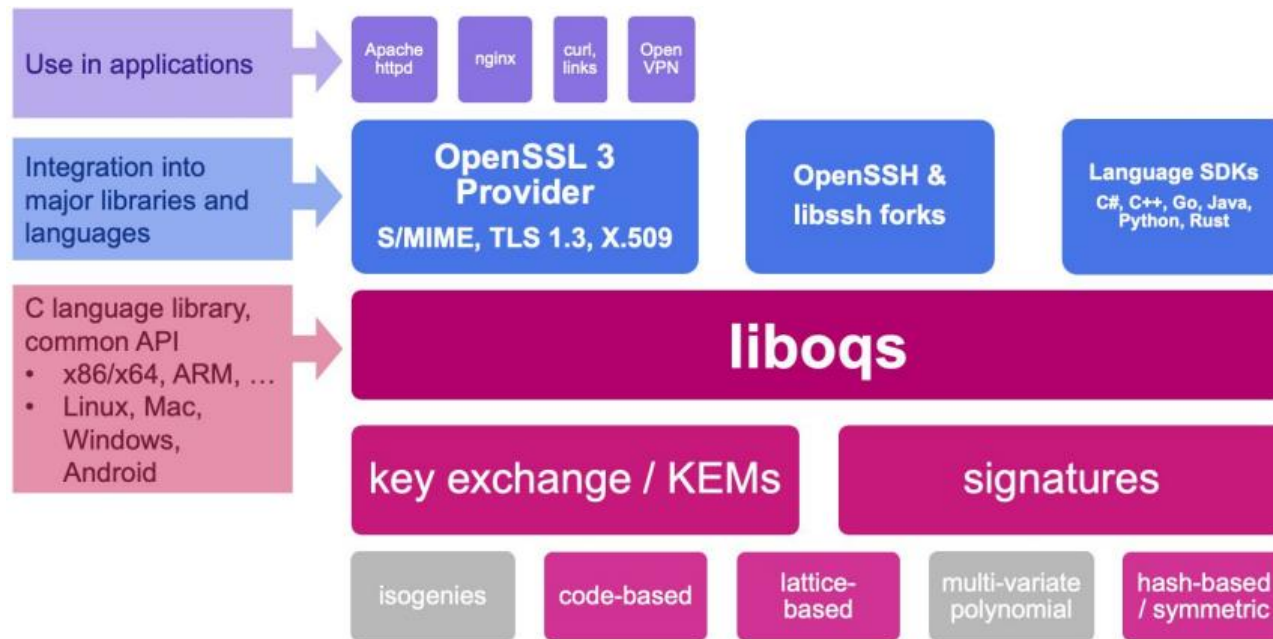 Use in applications
Apache
httpd
nginx
curl,
links
Open
VPN
Integration into
major libraries and
languages
OpenSSL 3
Provider
S/MIME, TLS 1.3, X.509
OpenSSH &
libssh forks
Language SDKs
C#, C++, Go, Java,
Python, Rust
C language library,
common API
• x86/x64, ARM, …
• Linux, Mac,
Windows,
Android
liboqs
key exchange / KEMs
signatures
isogenies
code-based
lattice-
based
multi-variate
polynomial
hash-based
/ symmetric